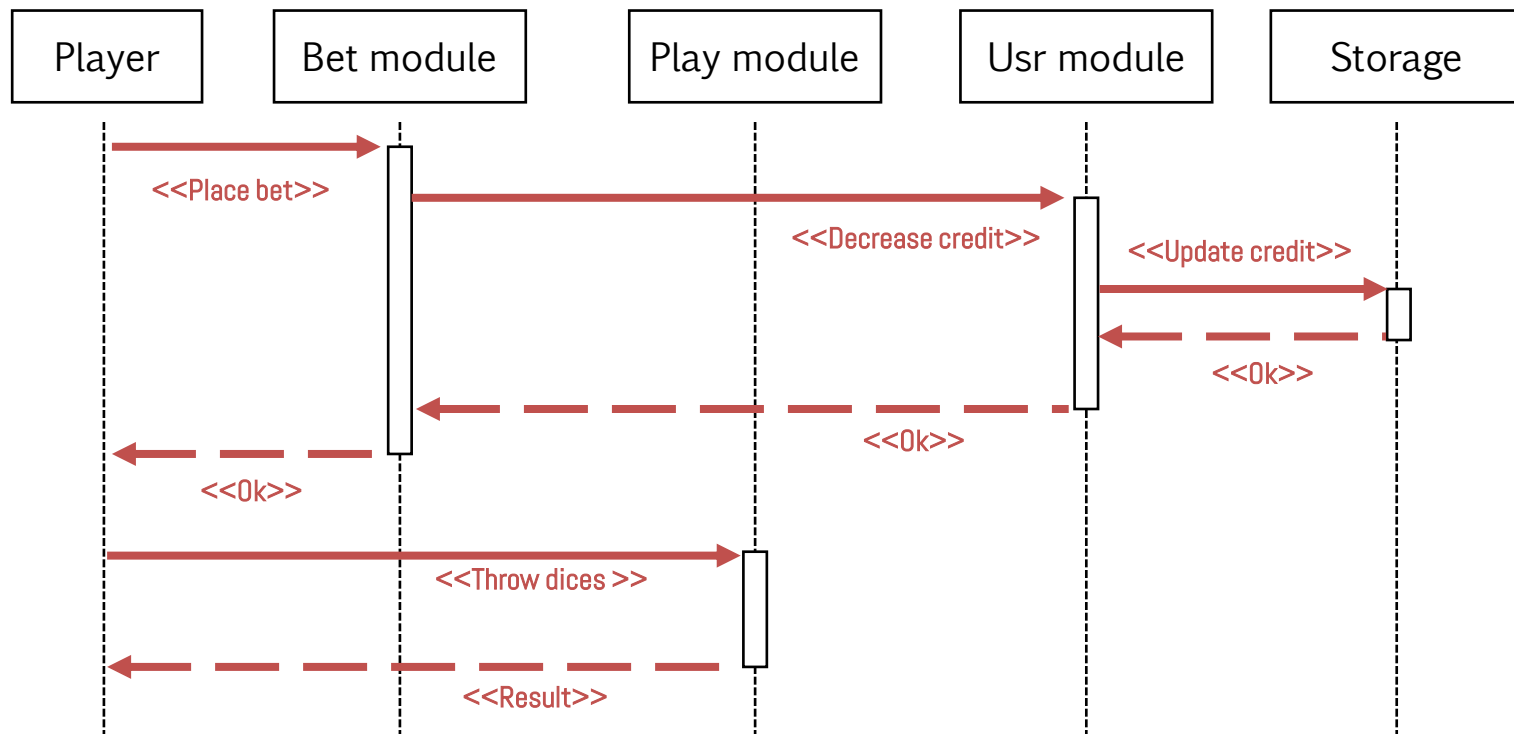 Player
Bet module
Play module
Usr module
Storage
<<Place bet>>
<<Decrease credit>>
<<Update credit>>
<<Ok>>
<<Ok>>
<<Ok>>
<<Throw dices >>
<<Result>>